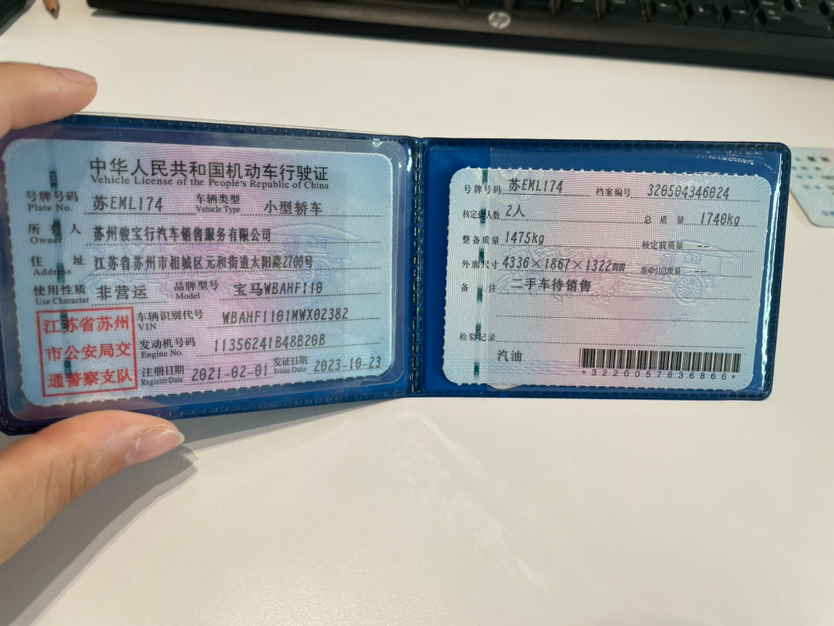 中华人民共和国机动车行驶证
Vehicle License of the People's Republic of China
号牌号码 苏EML174 车辆类型 小型轿车
Plate No. Vehicle Type
所有人 苏州骏宝行汽车销售服务有限公司
Owner
住址 江苏省苏州市相城区元和街道太阳路2700号
Address
使用性质 非营运 品牌型号 宝马WBAHF110
Use Character Model
江苏省苏州
市公安局交
通警察支队
车辆识别代号 WBAHF1101MWX02382
VIN
发动机号码 11356241B48B20B
Engine No.
注册日期 2021-02-01 发证日期 2023-10-23
Register Date Issue Date
号牌号码 苏EML174 档案编号 320504346024
核定载人数 2人 总质量 1740kg
整备质量 1475kg 核定载质量 --
外廓尺寸 4336×1867×1322mm 准牵引总质量 --
备注 二手车待销售
检验记录
汽油
*3220057636866*
hp